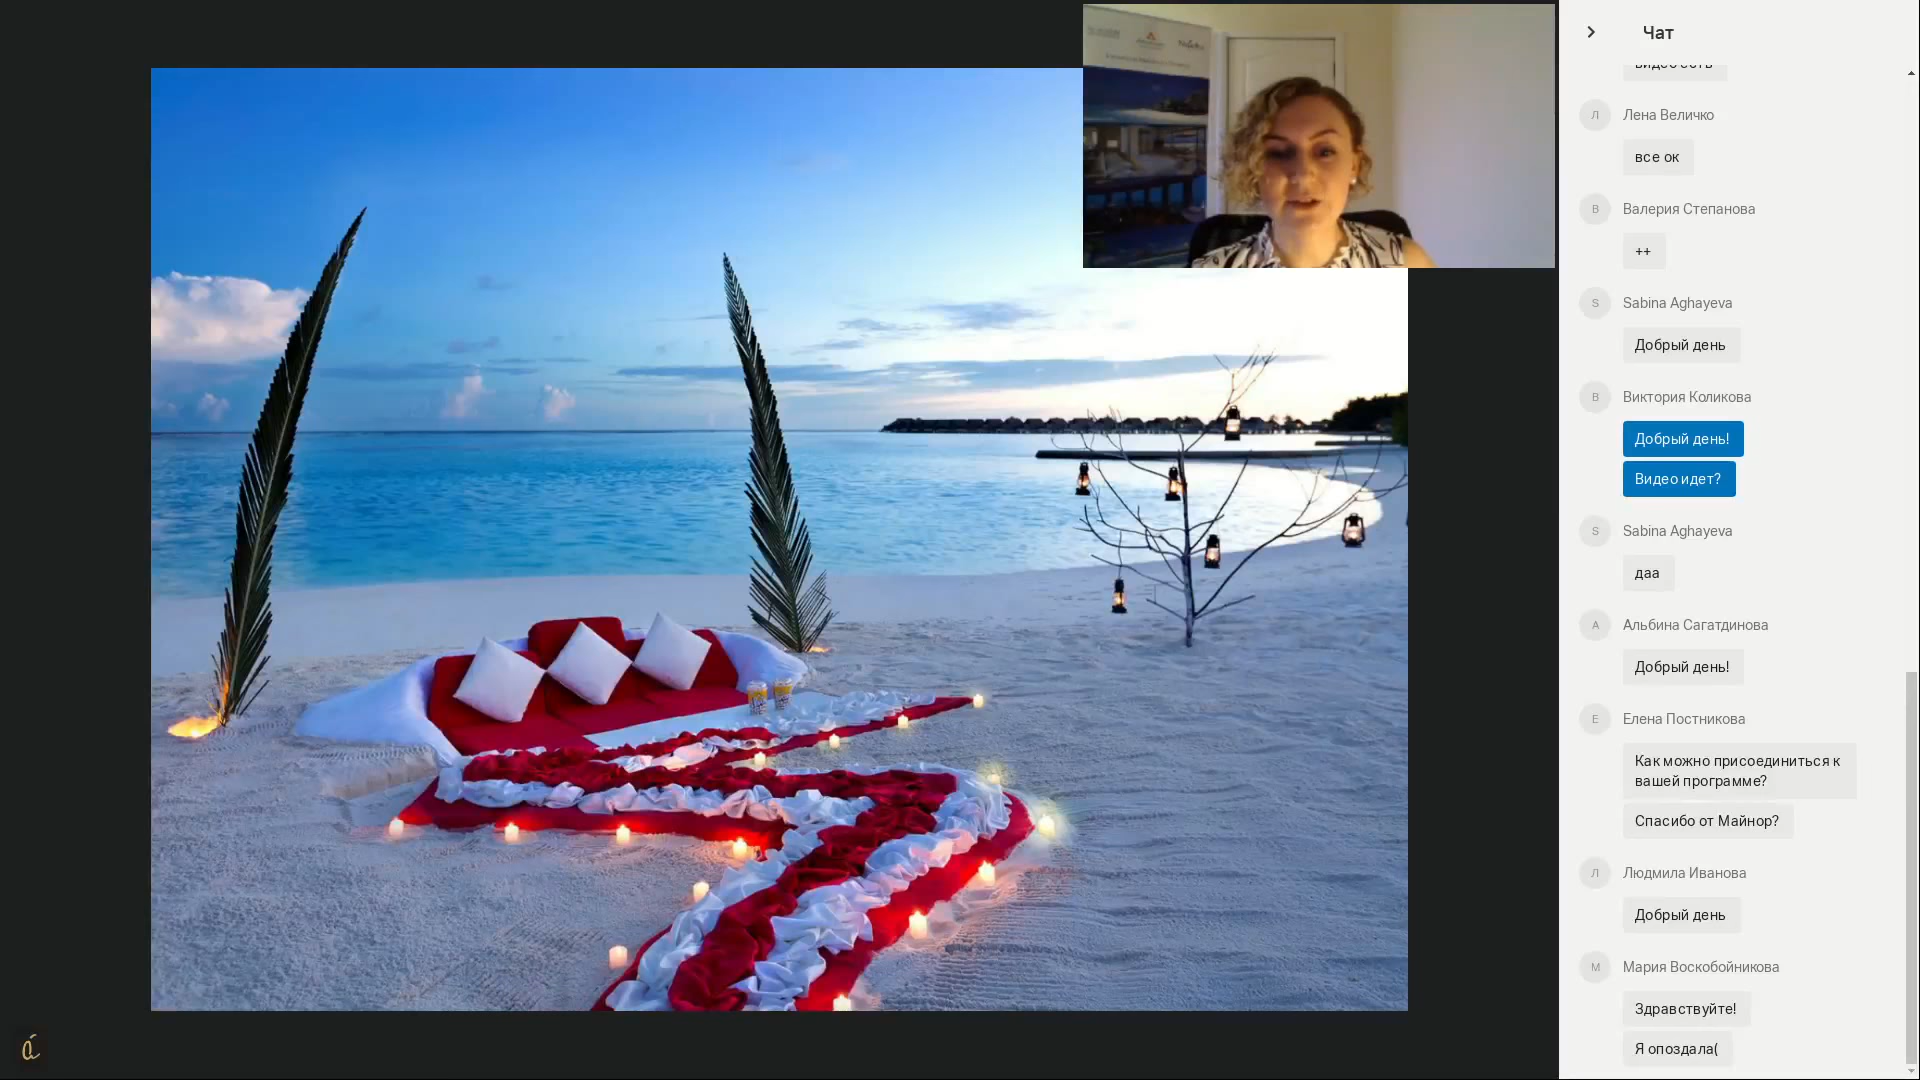 Чат
видео есть
Л
Лена Величко
все ок
В
Валерия Степанова
++
S
Sabina Aghayeva
Добрый день
В
Виктория Коликова
Добрый день!
Видео идет?
S
Sabina Aghayeva
даа
А
Альбина Сагатдинова
Добрый день!
Е
Елена Постникова
Как можно присоединиться к
вашей программе?
Спасибо от Майнор?
Л
Людмила Иванова
Добрый день
М
Мария Воскобойникова
Здравствуйте!
Я опоздала(
á